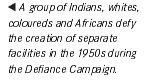 ◀ A group of Indians, whites,
coloureds and Africans defy
the creation of separate
facilities in the 1950s during
the Defiance Campaign.